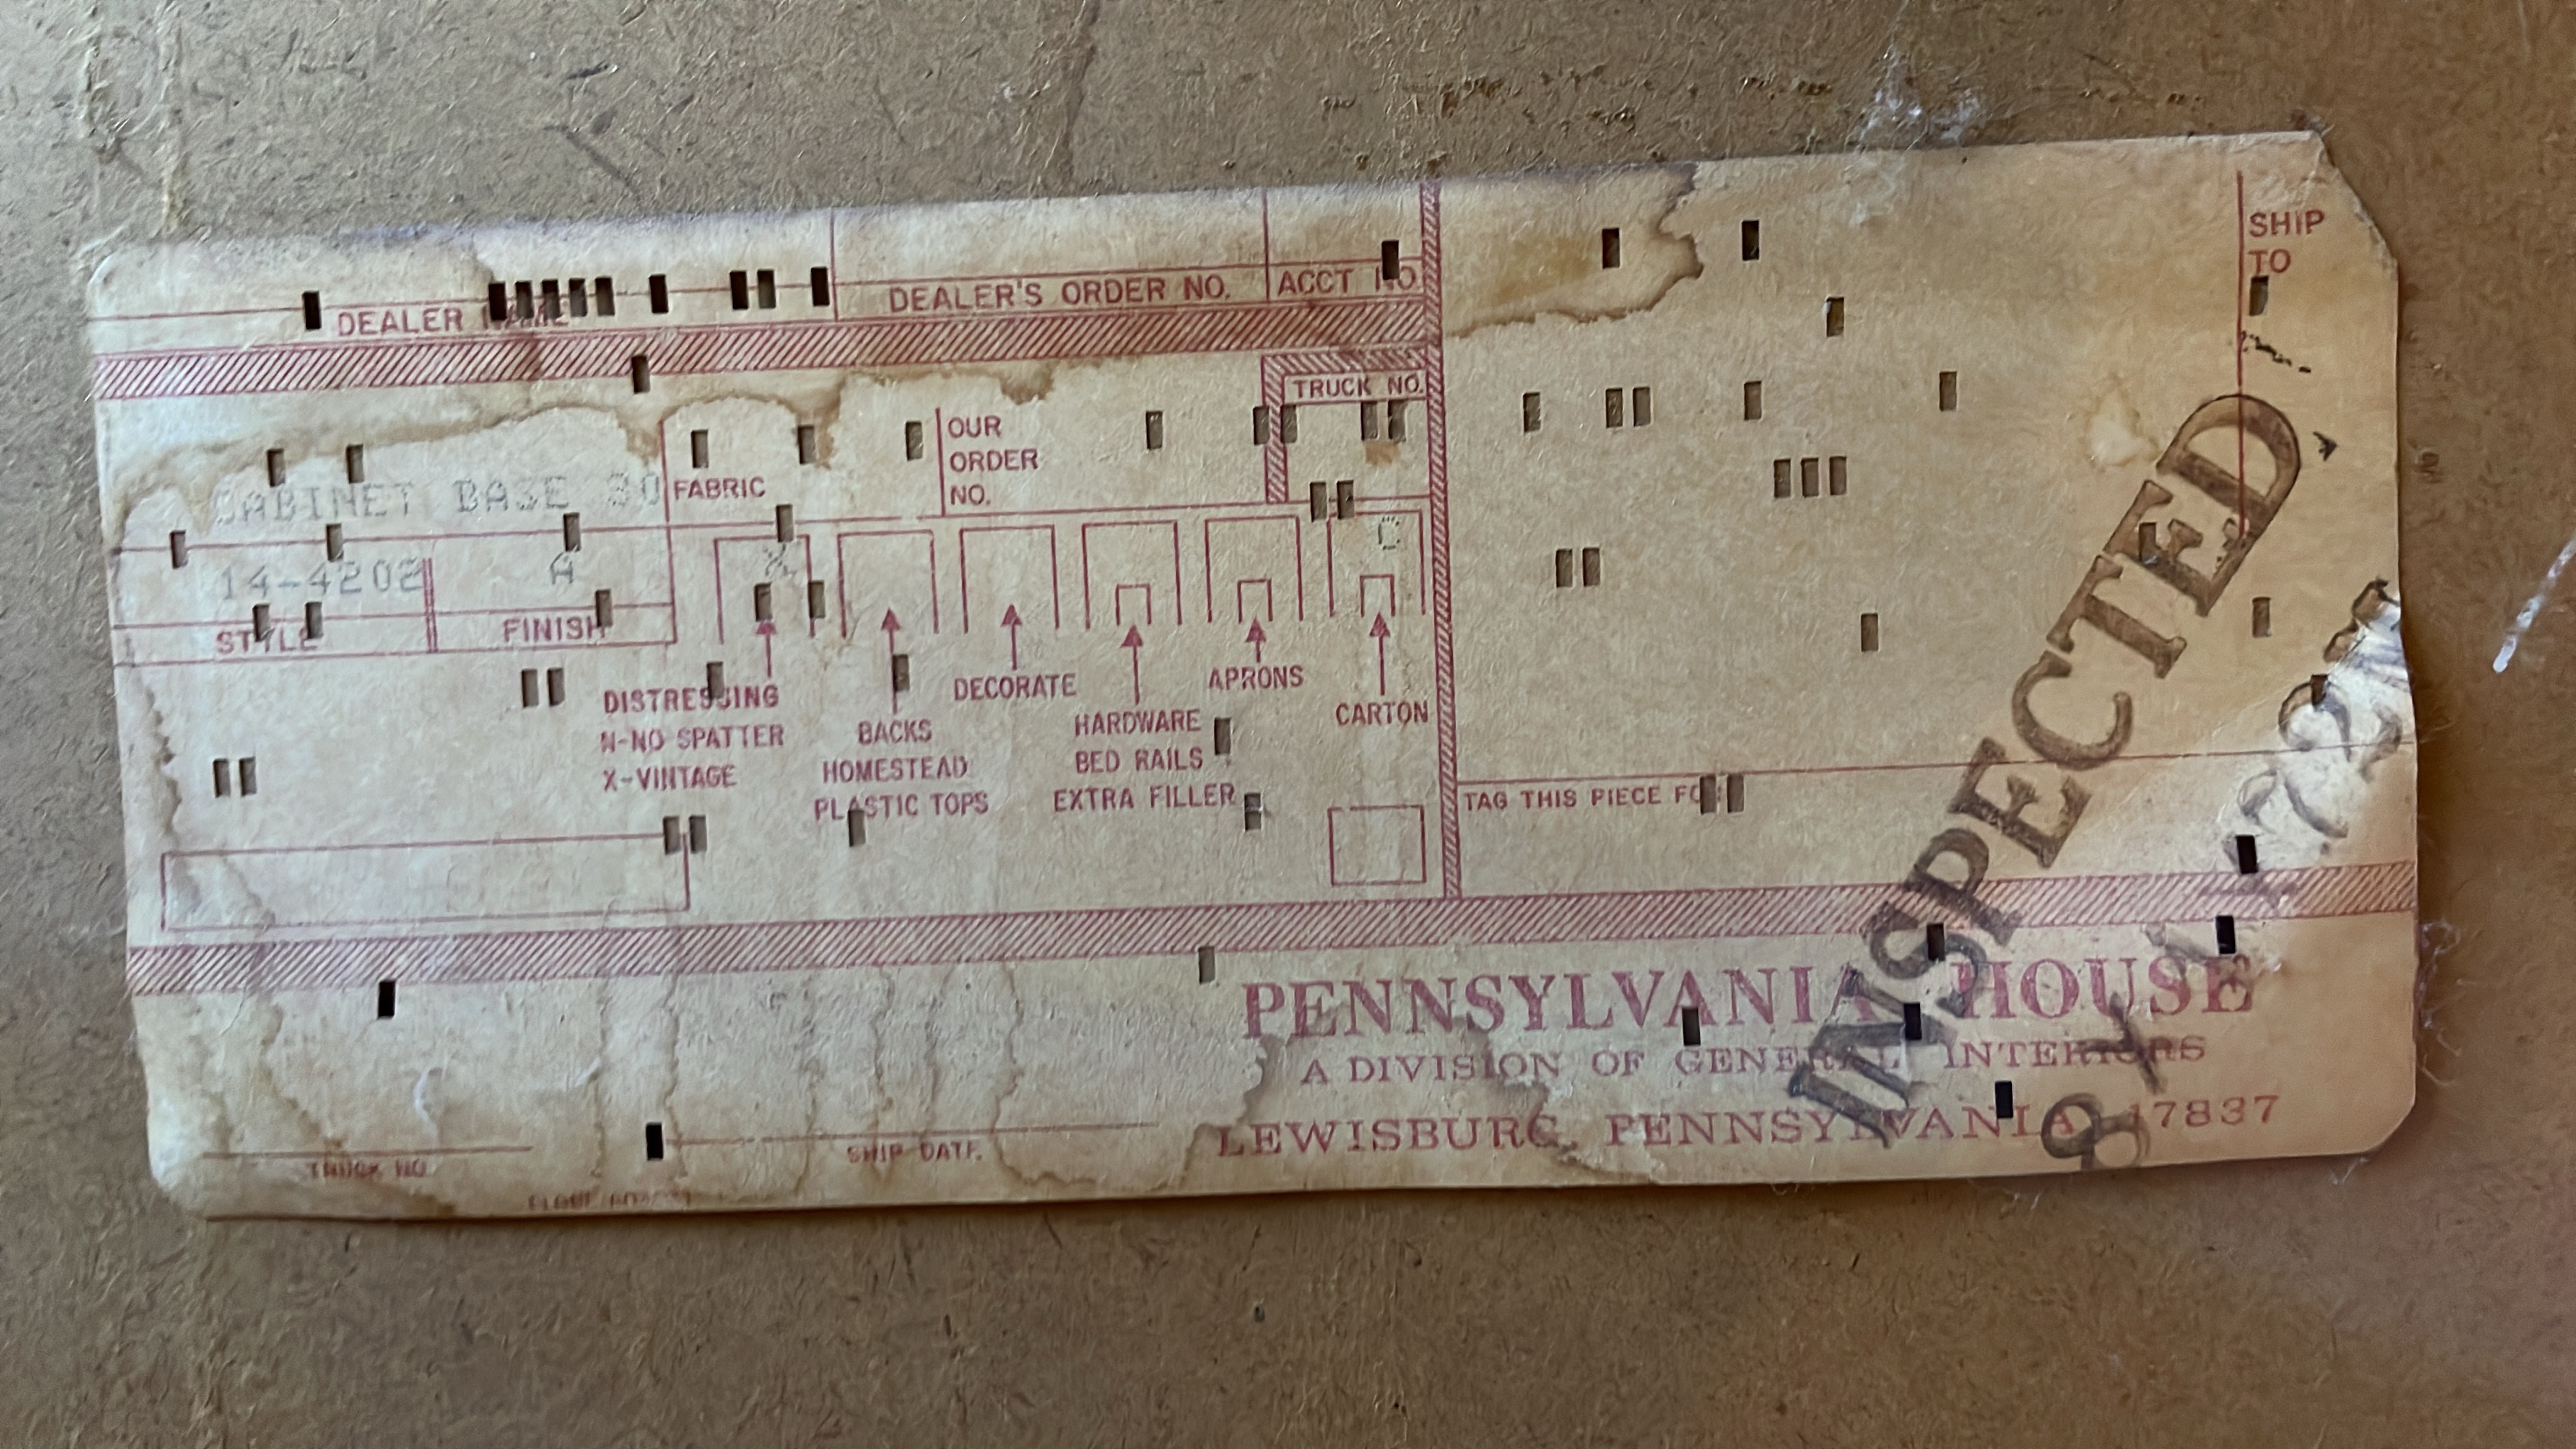 DEALER
DEALER'S ORDER NO.
ACCT NO.
SHIP
TO
TRUCK NO.
CABINET BASE 30
FABRIC
OUR
ORDER
NO.
14-4202
A
X
C
STYLE
FINISH
DISTRESSING
N-NO SPATTER
X-VINTAGE
BACKS
HOMESTEAD
PLASTIC TOPS
DECORATE
HARDWARE
BED RAILS
EXTRA FILLER
APRONS
CARTON
TAG THIS PIECE FOR
INSPECTED
PENNSYLVANIA HOUSE
A DIVISION OF GENERAL INTERIORS
LEWISBURG, PENNSYLVANIA 17837
TRUCK NO.
SHIP DATE